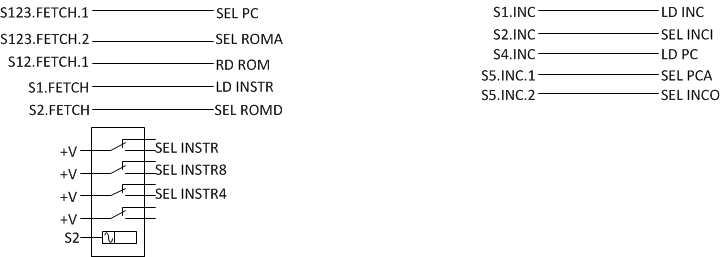 S123.FETCH.1 SEL PC
S123.FETCH.2 SEL ROMA
S12.FETCH.1 RD ROM
S1.FETCH LD INSTR
S2.FETCH SEL ROMD
+V SEL INSTR
+V SEL INSTR8
+V SEL INSTR4
+V
S2
S1.INC LD INC
S2.INC SEL INCI
S4.INC LD PC
S5.INC.1 SEL PCA
S5.INC.2 SEL INCO